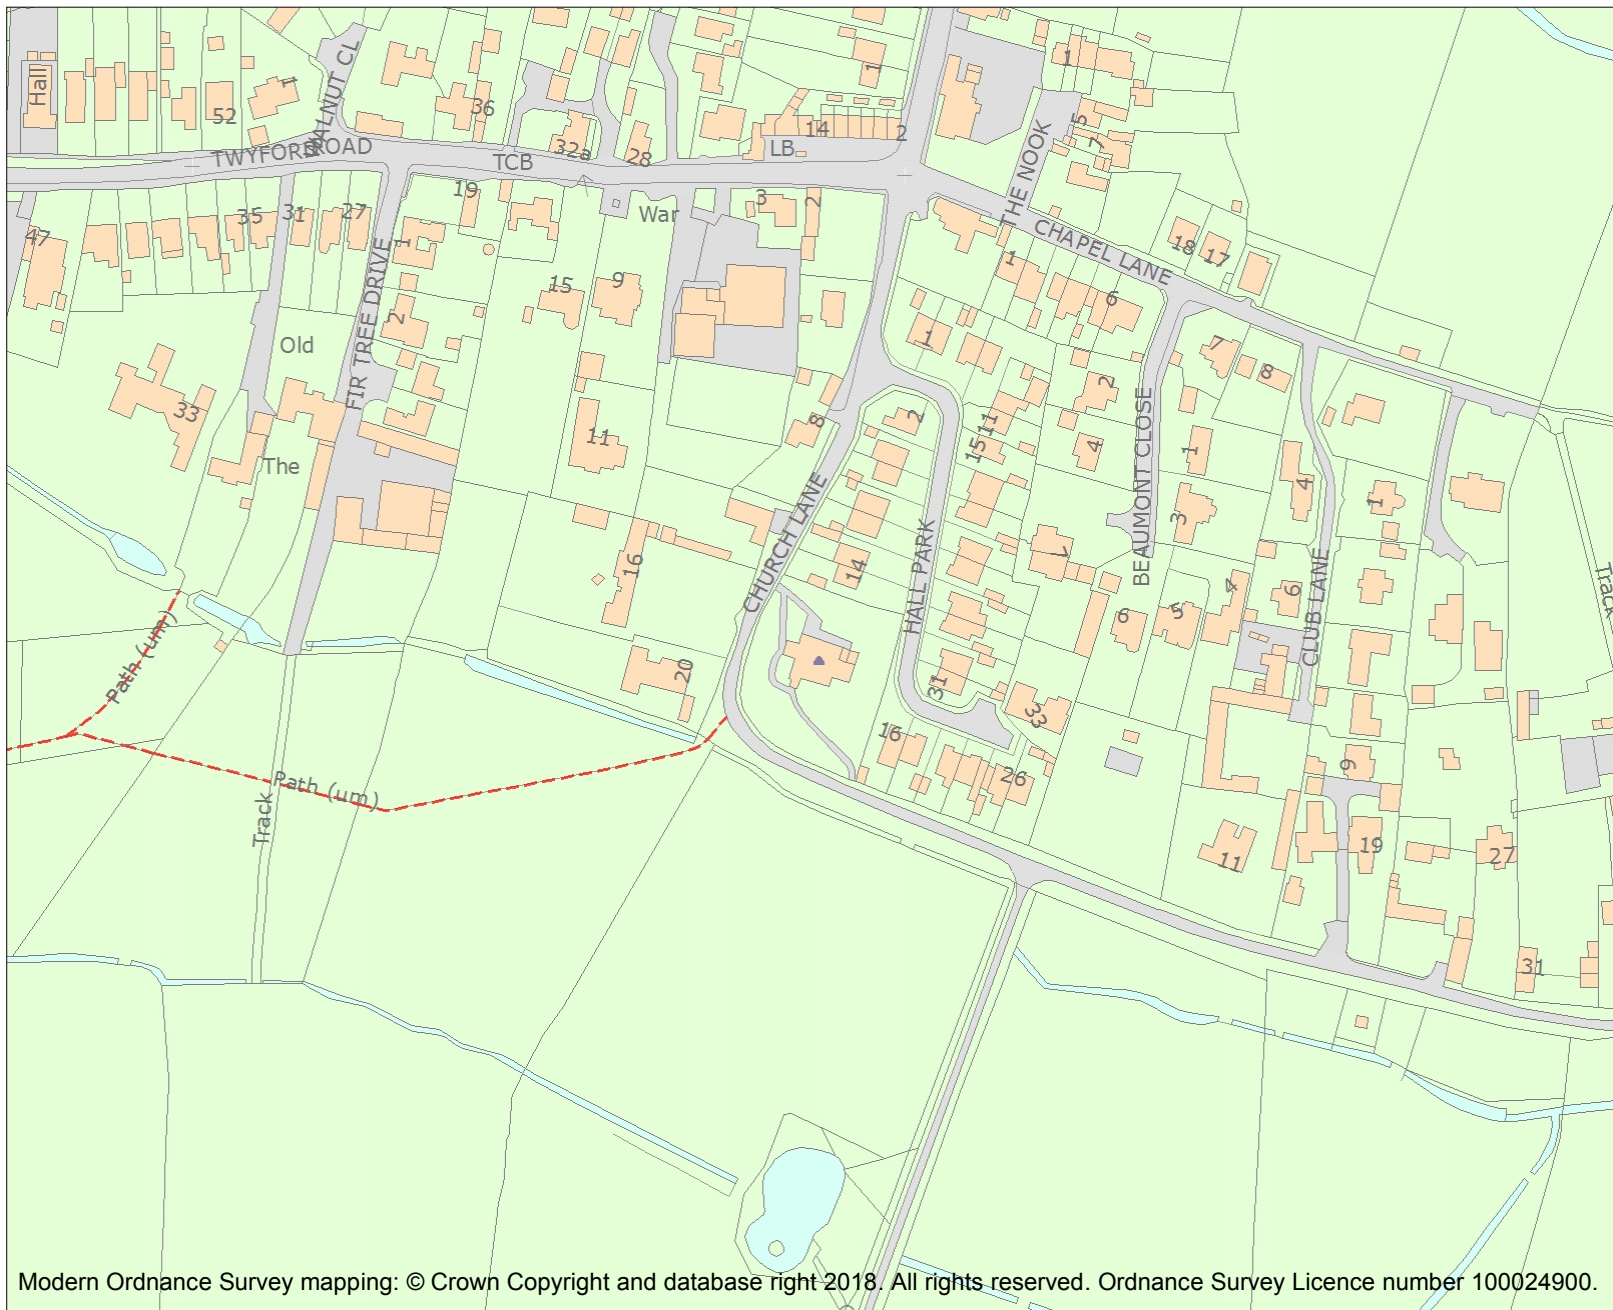 Hall
52
1
WALNUT CL
36
32a
28
14
LB
1
2
1
5
7
THE NOOK
TWYFORD ROAD
TCB
19
War
3
2
47
35
31
27
1
FIR TREE DRIVE
2
15
9
CHAPEL LANE
18
17
1
6
1
7
8
Old
33
The
11
8
2
11
15
2
4
BEAUMONT CLOSE
1
3
4
1
CHURCH LANE
16
14
HALL PARK
1
6
5
4
6
CLUB LANE
Track
Path (um)
20
31
33
16
26
9
Path (um)
Track
11
19
27
31
Modern Ordnance Survey mapping: © Crown Copyright and database right 2018. All rights reserved. Ordnance Survey Licence number 100024900.